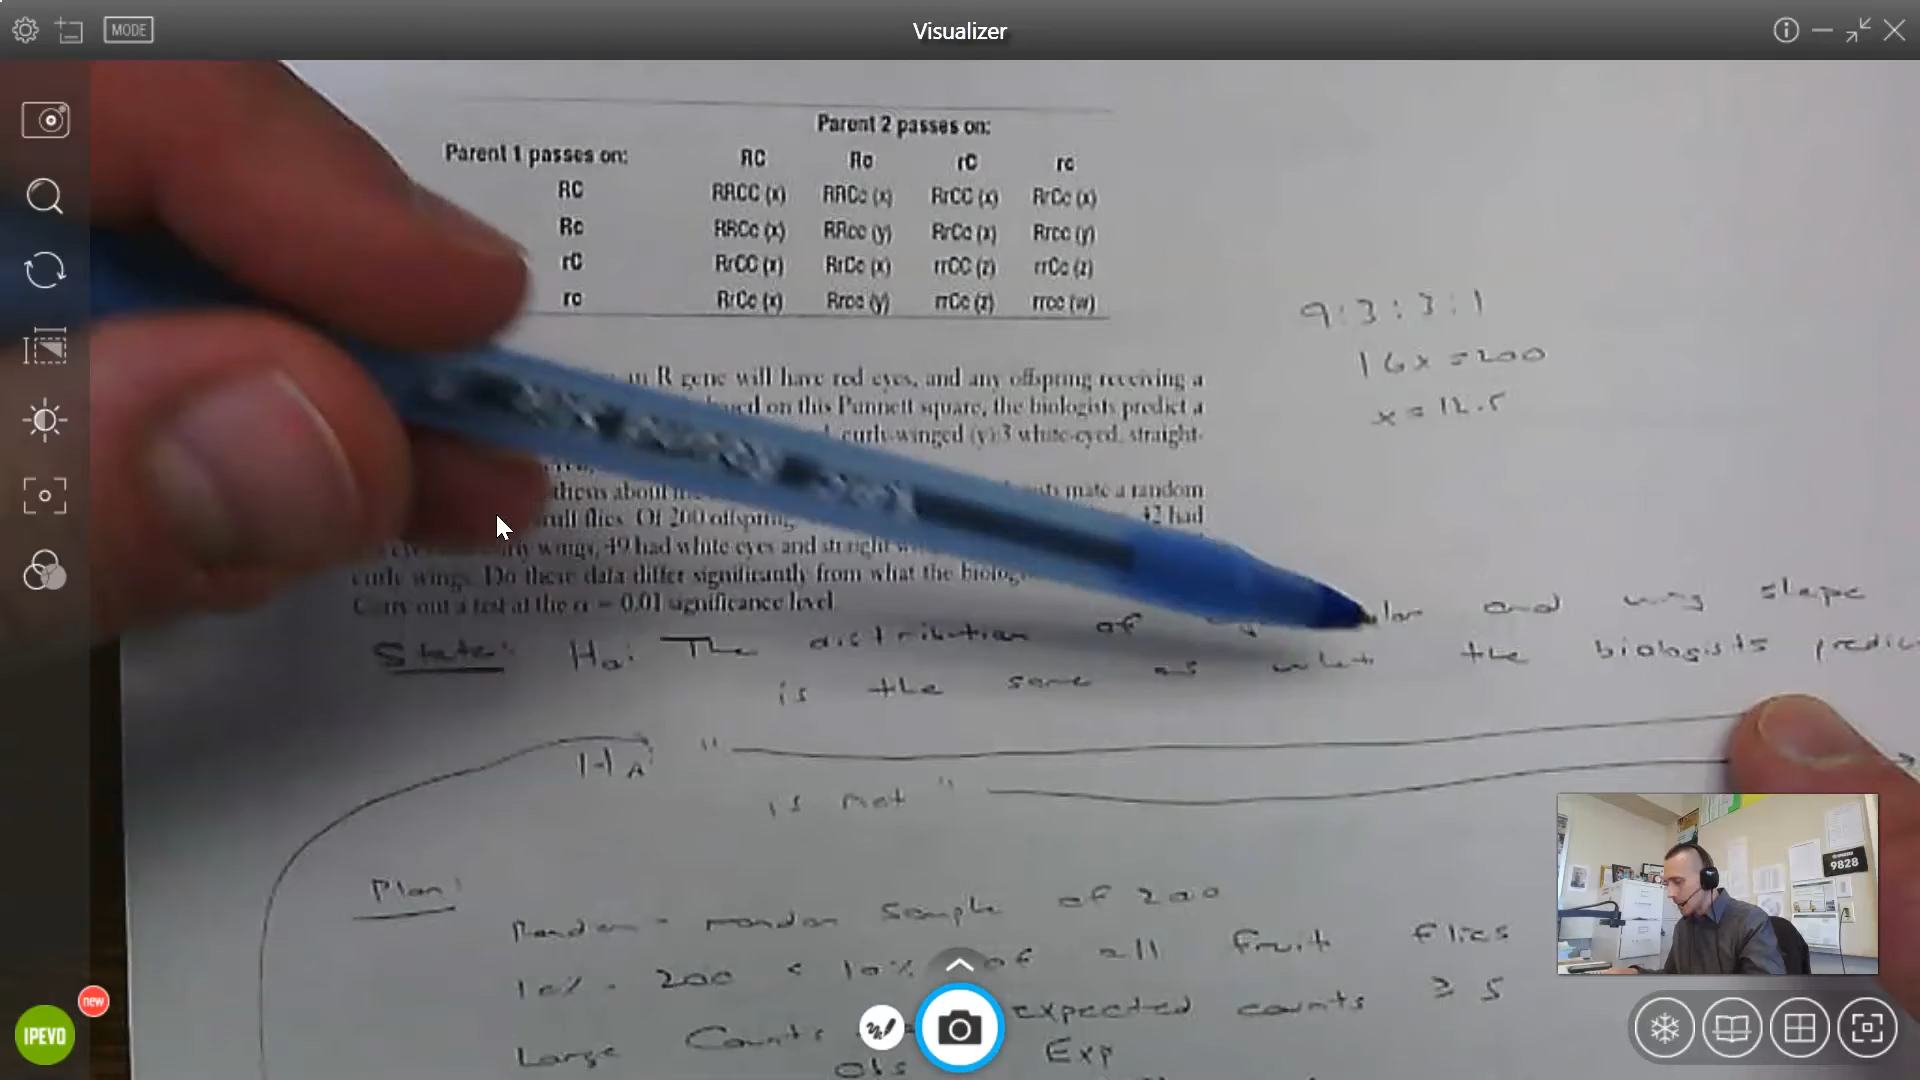 MODE
Visualizer
Parent 2 passes on:
Parent 1 passes on: RC Rc rC rc
RC RRCC (x) RRCc (x) RrCC (x) RrCc (x)
Rc RRCc (x) RRcc (y) RrCc (x) Rrcc (y)
rC RrCC (x) RrCc (x) rrCC (z) rrCc (z)
rc RrCc (x) Rrcc (y) rrCc (z) rrcc (w)
9:3:3:1
16x = 200
x = 12.5
R gene will have red eyes, and any offspring receiving a
on this Punnett square, the biologists predict a
curly-winged (y):3 white-eyed, straight-
about mate a random
fruit flies. Of 200 offspring, 42 had
wings, 49 had white eyes and straight
curly wings. Do these data differ significantly from what the
Carry out a test at the α = 0.01 significance level.
State: H₀: The distribution of and wing shape
is the same as what the biologists
Hₐ: "
is not "
Plan:
Random - random sample of 200
10% - 200 < 10% of all fruit flies
Large Counts expected counts ≥ 5
Obs Exp
9828
new
IPEVO